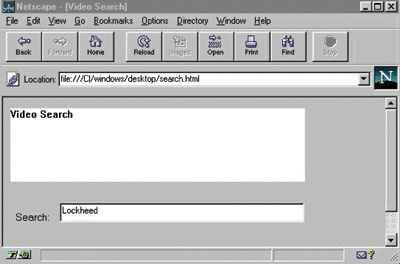 Netscape - [Video Search]
File Edit View Go Bookmarks Options Directory Window Help
Back Forward Home Reload Images Open Print Find Stop
Location: file:///C|/windows/desktop/search.html
N
Video Search
Search: Lockheed
?